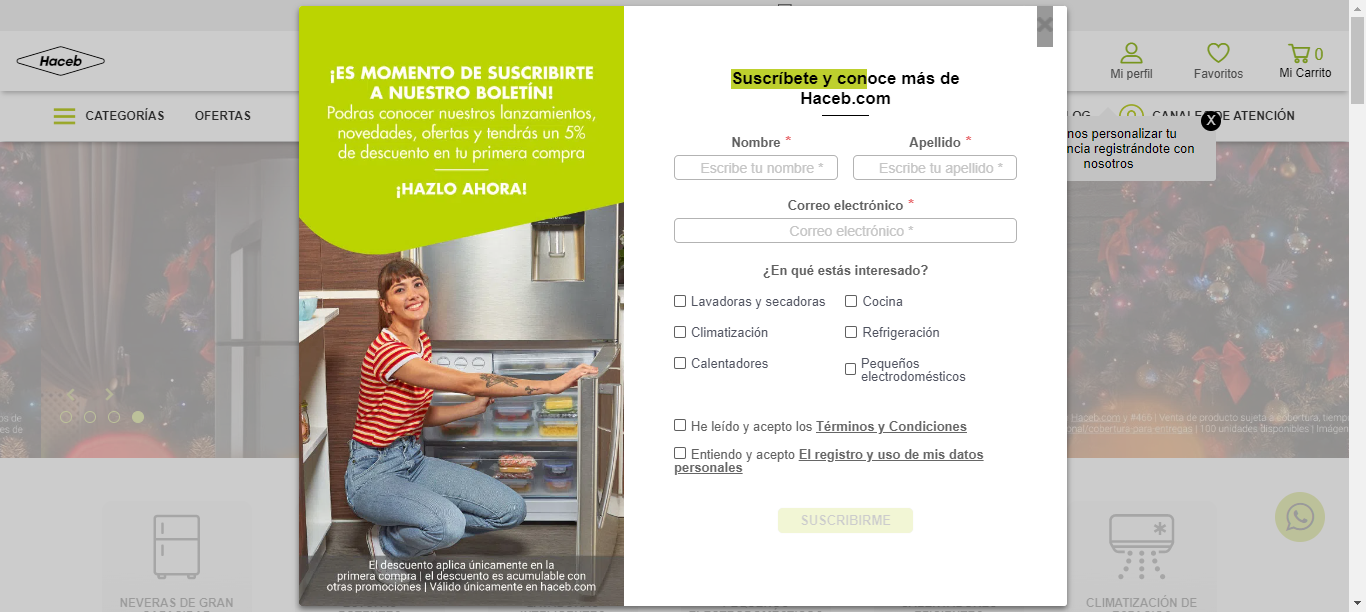 Haceb
Mi perfil
Favoritos
0
Mi Carrito
CATEGORÍAS
OFERTAS
CANALES DE ATENCIÓN
X
nos personalizar tu
registrándote con
nosotros
¡ES MOMENTO DE SUSCRIBIRTE
A NUESTRO BOLETÍN!
Podras conocer nuestros lanzamientos,
novedades, ofertas y tendrás un 5%
de descuento en tu primera compra
¡HAZLO AHORA!
El descuento aplica únicamente en la
primera compra | el descuento es acumulable con
otras promociones | Válido únicamente en haceb.com
Suscríbete y conoce más de
Haceb.com
Nombre * Apellido *
Escribe tu nombre * Escribe tu apellido *
Correo electrónico *
Correo electrónico *
¿En qué estás interesado?
Lavadoras y secadoras Cocina
Climatización Refrigeración
Calentadores Pequeños
electrodomésticos
He leído y acepto los Términos y Condiciones
Entiendo y acepto El registro y uso de mis datos
personales
SUSCRIBIRME
Haceb.com y #466 | Venta de producto sujeta a cobertura,
cobertura-para-entregas | 100 unidades disponibles |
NEVERAS DE GRAN
CLIMATIZACIÓN DE